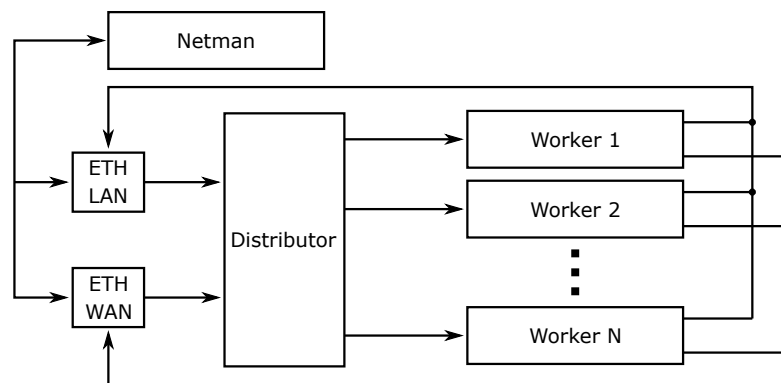 Netman
ETH
LAN
ETH
WAN
Distributor
Worker 1
Worker 2
Worker N